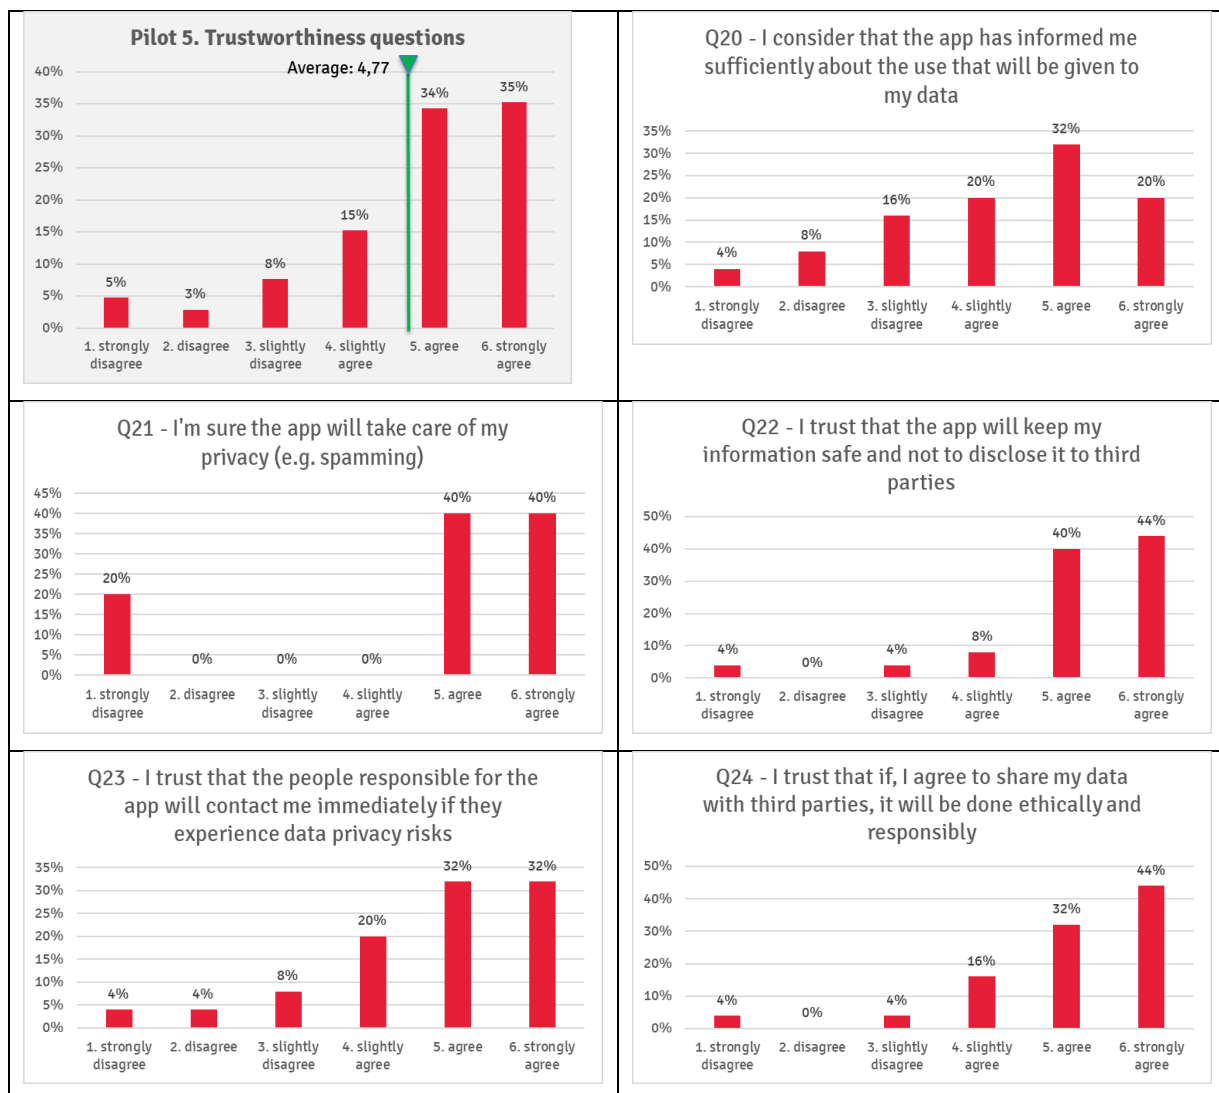 Pilot 5. Trustworthiness questions
Average: 4,77
40%
35%
30%
25%
20%
15%
10%
5%
0%
5%
3%
8%
15%
34%
35%
1. strongly disagree
2. disagree
3. slightly disagree
4. slightly agree
5. agree
6. strongly agree
Q20 - I consider that the app has informed me
sufficiently about the use that will be given to
my data
35%
30%
25%
20%
15%
10%
5%
0%
4%
8%
16%
20%
32%
20%
1. strongly disagree
2. disagree
3. slightly disagree
4. slightly agree
5. agree
6. strongly agree
Q21 - I'm sure the app will take care of my
privacy (e.g. spamming)
45%
40%
35%
30%
25%
20%
15%
10%
5%
0%
20%
0%
0%
0%
40%
40%
1. strongly disagree
2. disagree
3. slightly disagree
4. slightly agree
5. agree
6. strongly agree
Q22 - I trust that the app will keep my
information safe and not to disclose it to third
parties
50%
40%
30%
20%
10%
0%
4%
0%
4%
8%
40%
44%
1. strongly disagree
2. disagree
3. slightly disagree
4. slightly agree
5. agree
6. strongly agree
Q23 - I trust that the people responsible for the
app will contact me immediately if they
experience data privacy risks
35%
30%
25%
20%
15%
10%
5%
0%
4%
4%
8%
20%
32%
32%
1. strongly disagree
2. disagree
3. slightly disagree
4. slightly agree
5. agree
6. strongly agree
Q24 - I trust that if, I agree to share my data
with third parties, it will be done ethically and
responsibly
50%
40%
30%
20%
10%
0%
4%
0%
4%
16%
32%
44%
1. strongly disagree
2. disagree
3. slightly disagree
4. slightly agree
5. agree
6. strongly agree